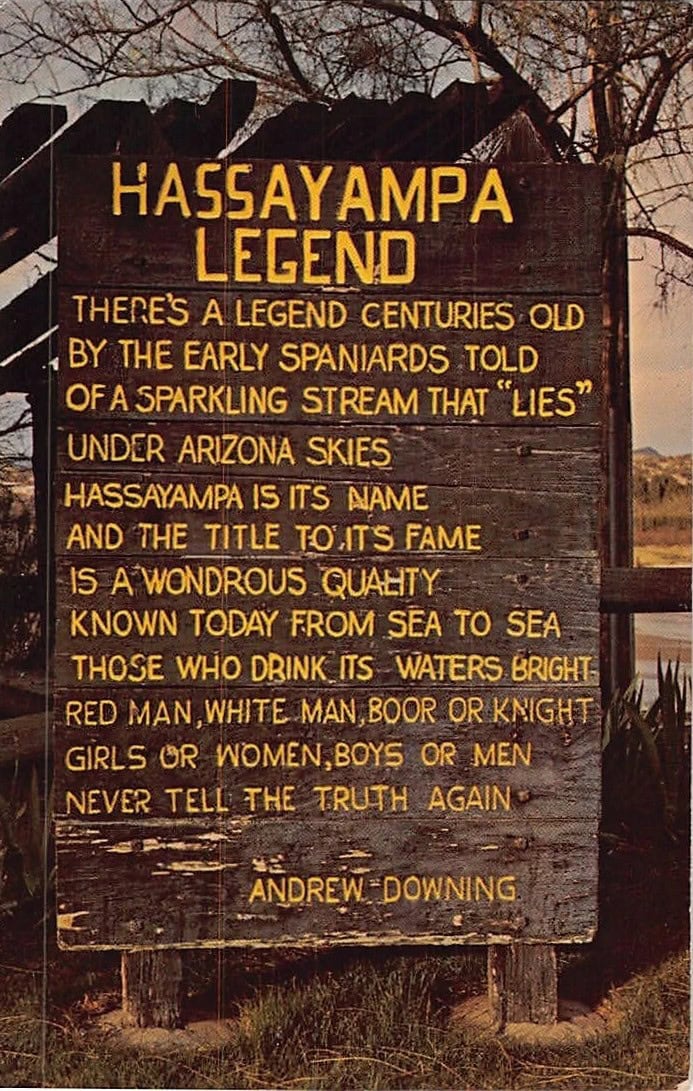 HASSAYAMPA
LEGEND
THERE'S A LEGEND CENTURIES OLD
BY THE EARLY SPANIARDS TOLD
OF A SPARKLING STREAM THAT "LIES"
UNDER ARIZONA SKIES
HASSAYAMPA IS ITS NAME
AND THE TITLE TO ITS FAME
IS A WONDROUS QUALITY
KNOWN TODAY FROM SEA TO SEA
THOSE WHO DRINK ITS WATERS BRIGHT
RED MAN, WHITE MAN, BOOR OR KNIGHT
GIRLS OR WOMEN, BOYS OR MEN
NEVER TELL THE TRUTH AGAIN
ANDREW DOWNING